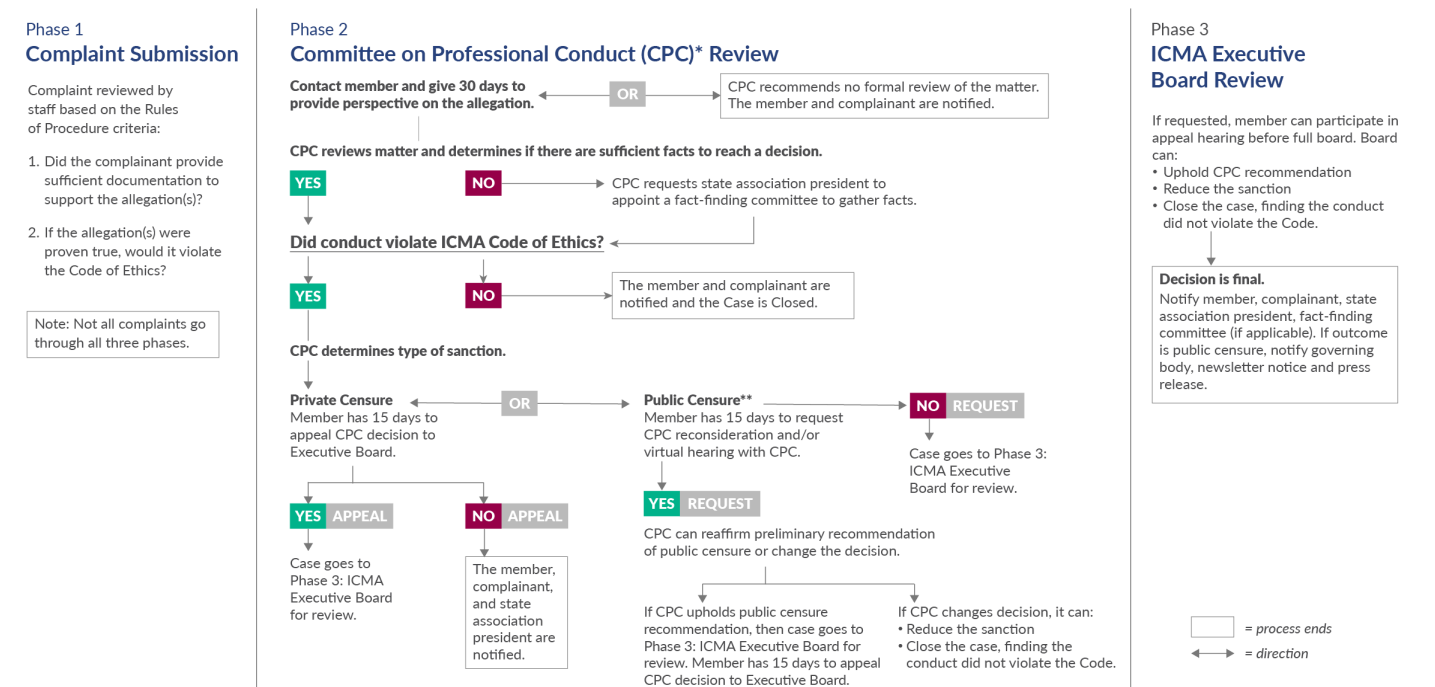 Phase 1
Complaint Submission
Complaint reviewed by
staff based on the Rules
of Procedure criteria:
1. Did the complainant provide
sufficient documentation to
support the allegation(s)?
2. If the allegation(s) were
proven true, would it violate
the Code of Ethics?
Note: Not all complaints go
through all three phases.
Phase 2
Committee on Professional Conduct (CPC)* Review
Contact member and give 30 days to
provide perspective on the allegation.
OR
CPC recommends no formal review of the matter.
The member and complainant are notified.
CPC reviews matter and determines if there are sufficient facts to reach a decision.
YES
NO
CPC requests state association president to
appoint a fact-finding committee to gather facts.
Did conduct violate ICMA Code of Ethics?
YES
NO
The member and complainant are
notified and the Case is Closed.
CPC determines type of sanction.
Private Censure
Member has 15 days to
appeal CPC decision to
Executive Board.
OR
Public Censure**
Member has 15 days to request
CPC reconsideration and/or
virtual hearing with CPC.
NO REQUEST
Case goes to Phase 3:
ICMA Executive
Board for review.
YES APPEAL
Case goes to
Phase 3: ICMA
Executive Board
for review.
NO APPEAL
The member,
complainant,
and state
association
president are
notified.
YES REQUEST
CPC can reaffirm preliminary recommendation
of public censure or change the decision.
If CPC upholds public censure
recommendation, then case goes to
Phase 3: ICMA Executive Board for
review. Member has 15 days to appeal
CPC decision to Executive Board.
If CPC changes decision, it can:
• Reduce the sanction
• Close the case, finding the
conduct did not violate the Code.
Phase 3
ICMA Executive
Board Review
If requested, member can participate in
appeal hearing before full board. Board
can:
• Uphold CPC recommendation
• Reduce the sanction
• Close the case, finding the conduct
did not violate the Code.
Decision is final.
Notify member, complainant, state
association president, fact-finding
committee (if applicable). If outcome
is public censure, notify governing
body, newsletter notice and press
release.
= process ends
= direction